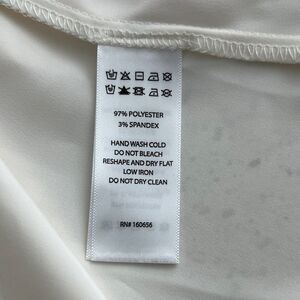 97% POLYESTER
3% SPANDEX
HAND WASH COLD
DO NOT BLEACH
RESHAPE AND DRY FLAT
LOW IRON
DO NOT DRY CLEAN
RN# 160656